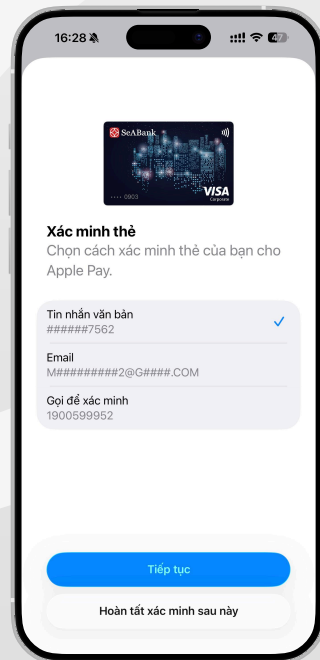 16:28
47
SeABank
•••• 0903
VISA
Corporate
Xác minh thẻ
Chọn cách xác minh thẻ của bạn cho
Apple Pay.
Tin nhắn văn bản
######7562
Email
M#########2@G####.COM
Gọi để xác minh
1900599952
Tiếp tục
Hoàn tất xác minh sau này